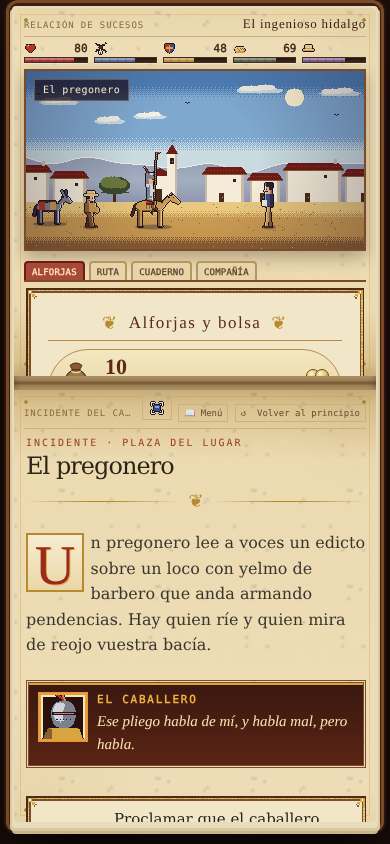 RELACIÓN DE SUCESOS
El ingenioso hidalgo
80
48
69
El pregonero
ALFORJAS
RUTA
CUADERNO
COMPAÑÍA
Alforjas y bolsa
10
INCIDENTE DEL CA…
Menú
Volver al principio
INCIDENTE · PLAZA DEL LUGAR
El pregonero
Un pregonero lee a voces un edicto
sobre un loco con yelmo de
barbero que anda armando
pendencias. Hay quien ríe y quien mira
de reojo vuestra bacía.
EL CABALLERO
Ese pliego habla de mí, y habla mal, pero
habla.
Proclamar que el caballero